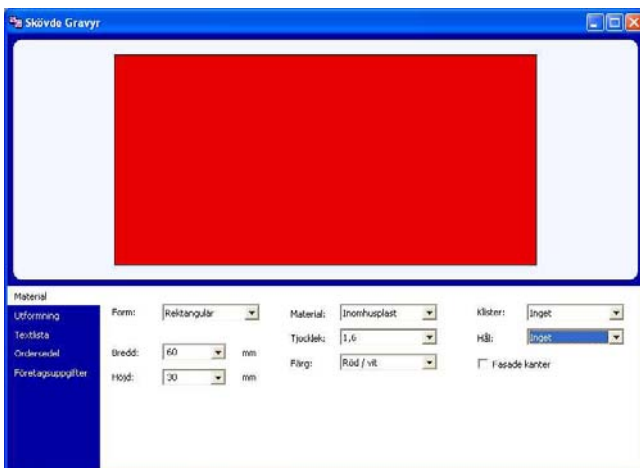 Skövde Gravyr
Material
Utformning
Textlista
Ordersedel
Företagsuppgifter
Form: Rektangulär
Bredd: 60 mm
Höjd: 30 mm
Material: Inomhusplast
Tjocklek: 1,6
Färg: Röd / vit
Klister: Inget
Hål: Inget
Fasade kanter